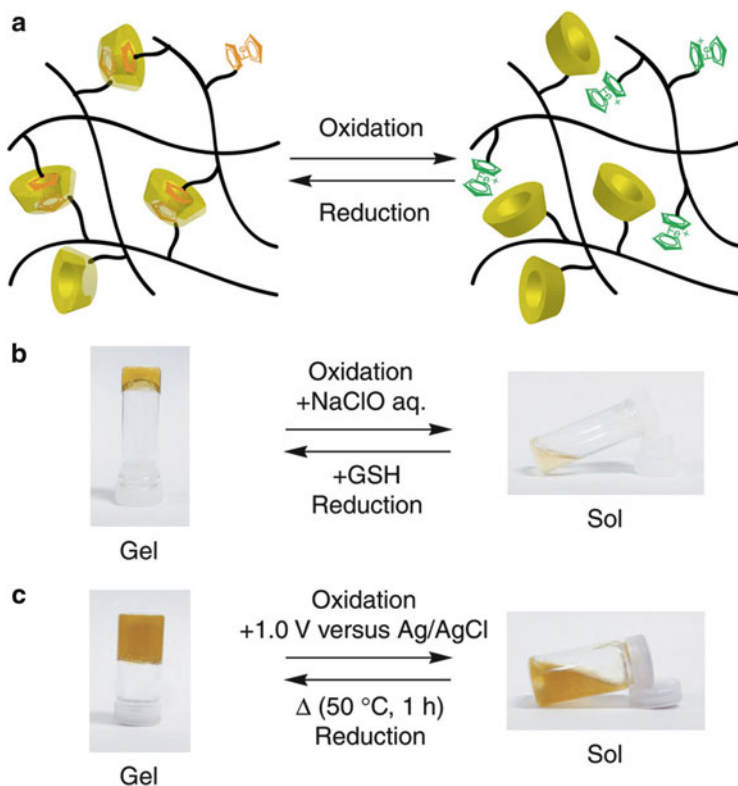 a
Oxidation
Reduction
b
Oxidation
+NaClO aq.
+GSH
Reduction
Gel
Sol
c
Oxidation
+1.0 V versus Ag/AgCl
Δ (50 °C, 1 h)
Reduction
Gel
Sol